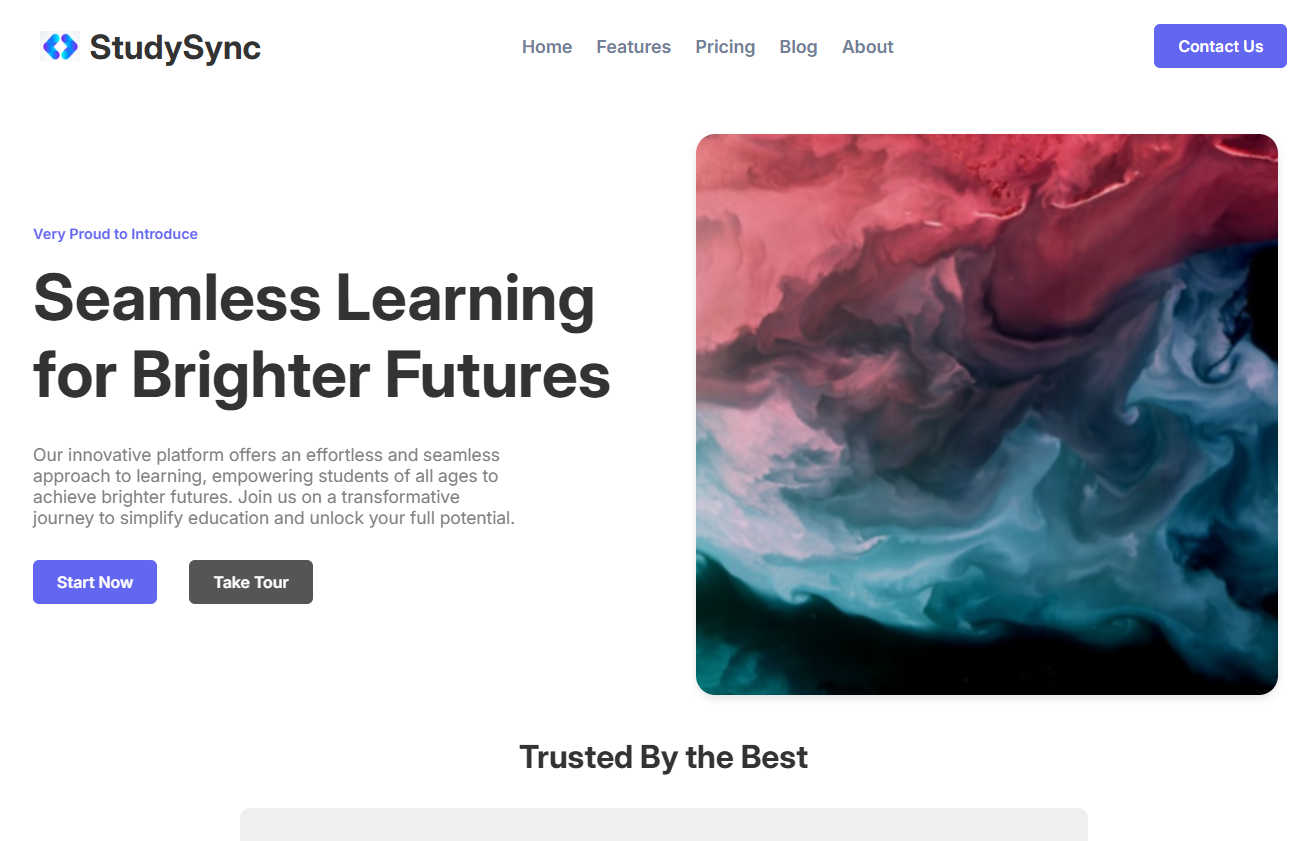 StudySync
Home Features Pricing Blog About
Contact Us
Very Proud to Introduce
Seamless Learning
for Brighter Futures
Our innovative platform offers an effortless and seamless
approach to learning, empowering students of all ages to
achieve brighter futures. Join us on a transformative
journey to simplify education and unlock your full potential.
Start Now Take Tour
Trusted By the Best